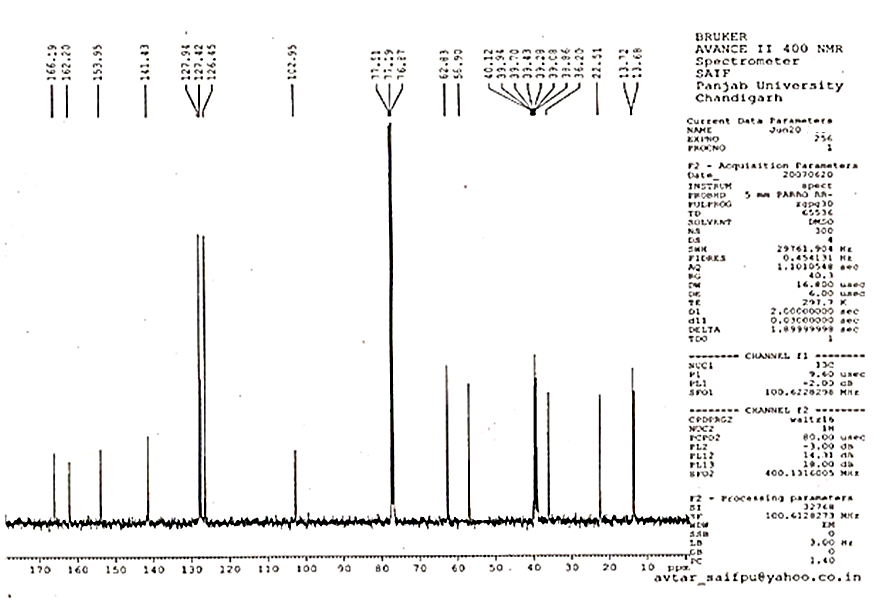 166.19
162.20
153.95
141.43
127.94
127.42
126.45
102.95
77.51
77.19
76.87
62.83
56.90
40.12
39.94
39.70
39.43
39.28
39.08
38.86
36.20
22.51
13.72
13.68
BRUKER
AVANCE II 400 NMR
Spectrometer
SAIF
Panjab University
Chandigarh
Current Data Parameters
NAME Jun20
EXPNO 256
PROCNO 1
F2 - Acquisition Parameters
Date_ 20070620
INSTRUM spect
PROBHD 5 mm PABBO BB-
PULPROG zgpg30
TD 65536
SOLVENT DMSO
NS 300
DS 4
SWH 29761.904 Hz
FIDRES 0.454131 Hz
AQ 1.1010548 sec
RG 40.3
DW 16.800 usec
DE 6.00 usec
TE 297.7 K
D1 2.00000000 sec
d11 0.03000000 sec
DELTA 1.89999998 sec
TD0 1
-------- CHANNEL f1 --------
NUC1 13C
P1 9.60 usec
PL1 -2.00 dB
SFO1 100.6228298 MHz
-------- CHANNEL f2 --------
CPDPRG2 waltz16
NUC2 1H
PCPD2 80.00 usec
PL2 -3.00 dB
PL12 14.31 dB
PL13 18.00 dB
SFO2 400.1316005 MHz
F2 - Processing parameters
SI 32768
SF 100.6128273 MHz
WDW EM
SSB 0
LB 3.00 Hz
GB 0
PC 1.40
170 160 150 140 130 120 110 100 90 80 70 60 50 40 30 20 10 ppm
avtar_saifpu@yahoo.co.in